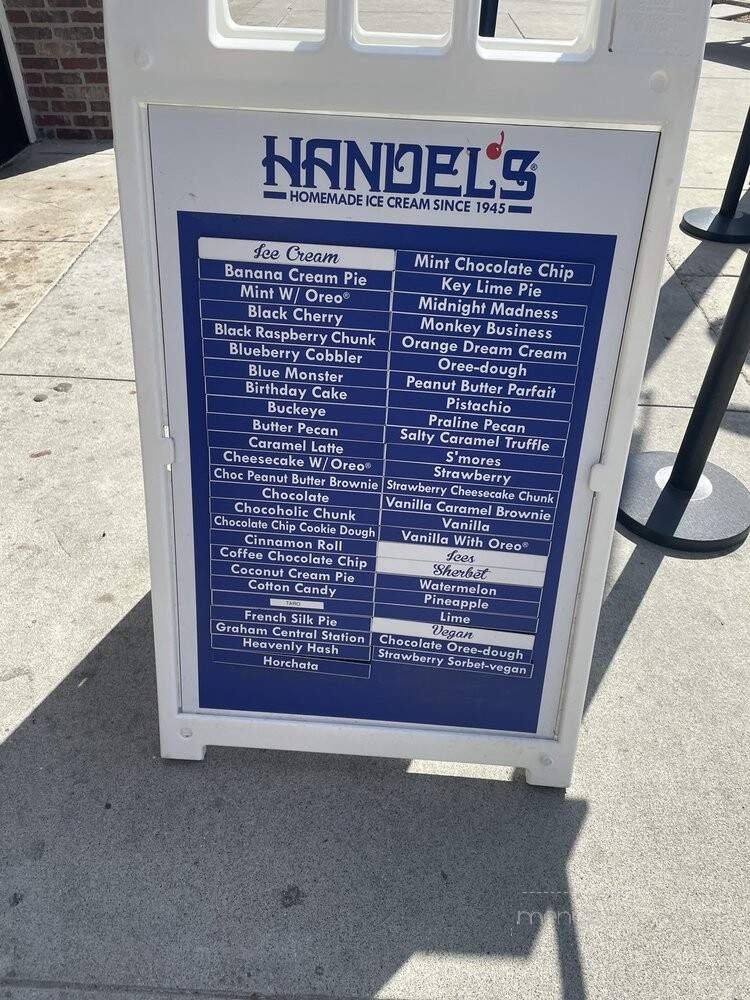 HANDEL'S®
HOMEMADE ICE CREAM SINCE 1945
Ice Cream
Banana Cream Pie
Mint W/ Oreo®
Black Cherry
Black Raspberry Chunk
Blueberry Cobbler
Blue Monster
Birthday Cake
Buckeye
Butter Pecan
Caramel Latte
Cheesecake W/ Oreo®
Choc Peanut Butter Brownie
Chocolate
Chocoholic Chunk
Chocolate Chip Cookie Dough
Cinnamon Roll
Coffee Chocolate Chip
Coconut Cream Pie
Cotton Candy
TARO
French Silk Pie
Graham Central Station
Heavenly Hash
Horchata
Mint Chocolate Chip
Key Lime Pie
Midnight Madness
Monkey Business
Orange Dream Cream
Oree-dough
Peanut Butter Parfait
Pistachio
Praline Pecan
Salty Caramel Truffle
S'mores
Strawberry
Strawberry Cheesecake Chunk
Vanilla Caramel Brownie
Vanilla
Vanilla With Oreo®
Ices
Sherbet
Watermelon
Pineapple
Lime
Vegan
Chocolate Oree-dough
Strawberry Sorbet-vegan